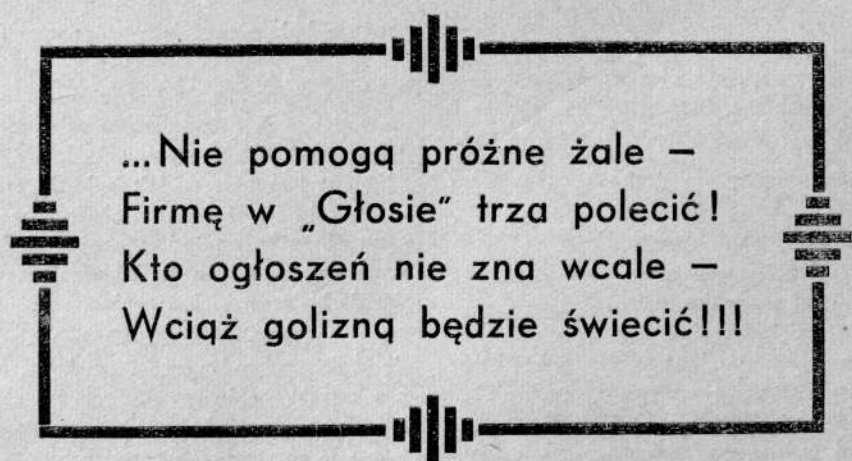 ...Nie pomogą próżne żale –
Firmę w „Głosie" trza polecić!
Kto ogłoszeń nie zna wcale –
Wciąż golizną będzie świecić!!!